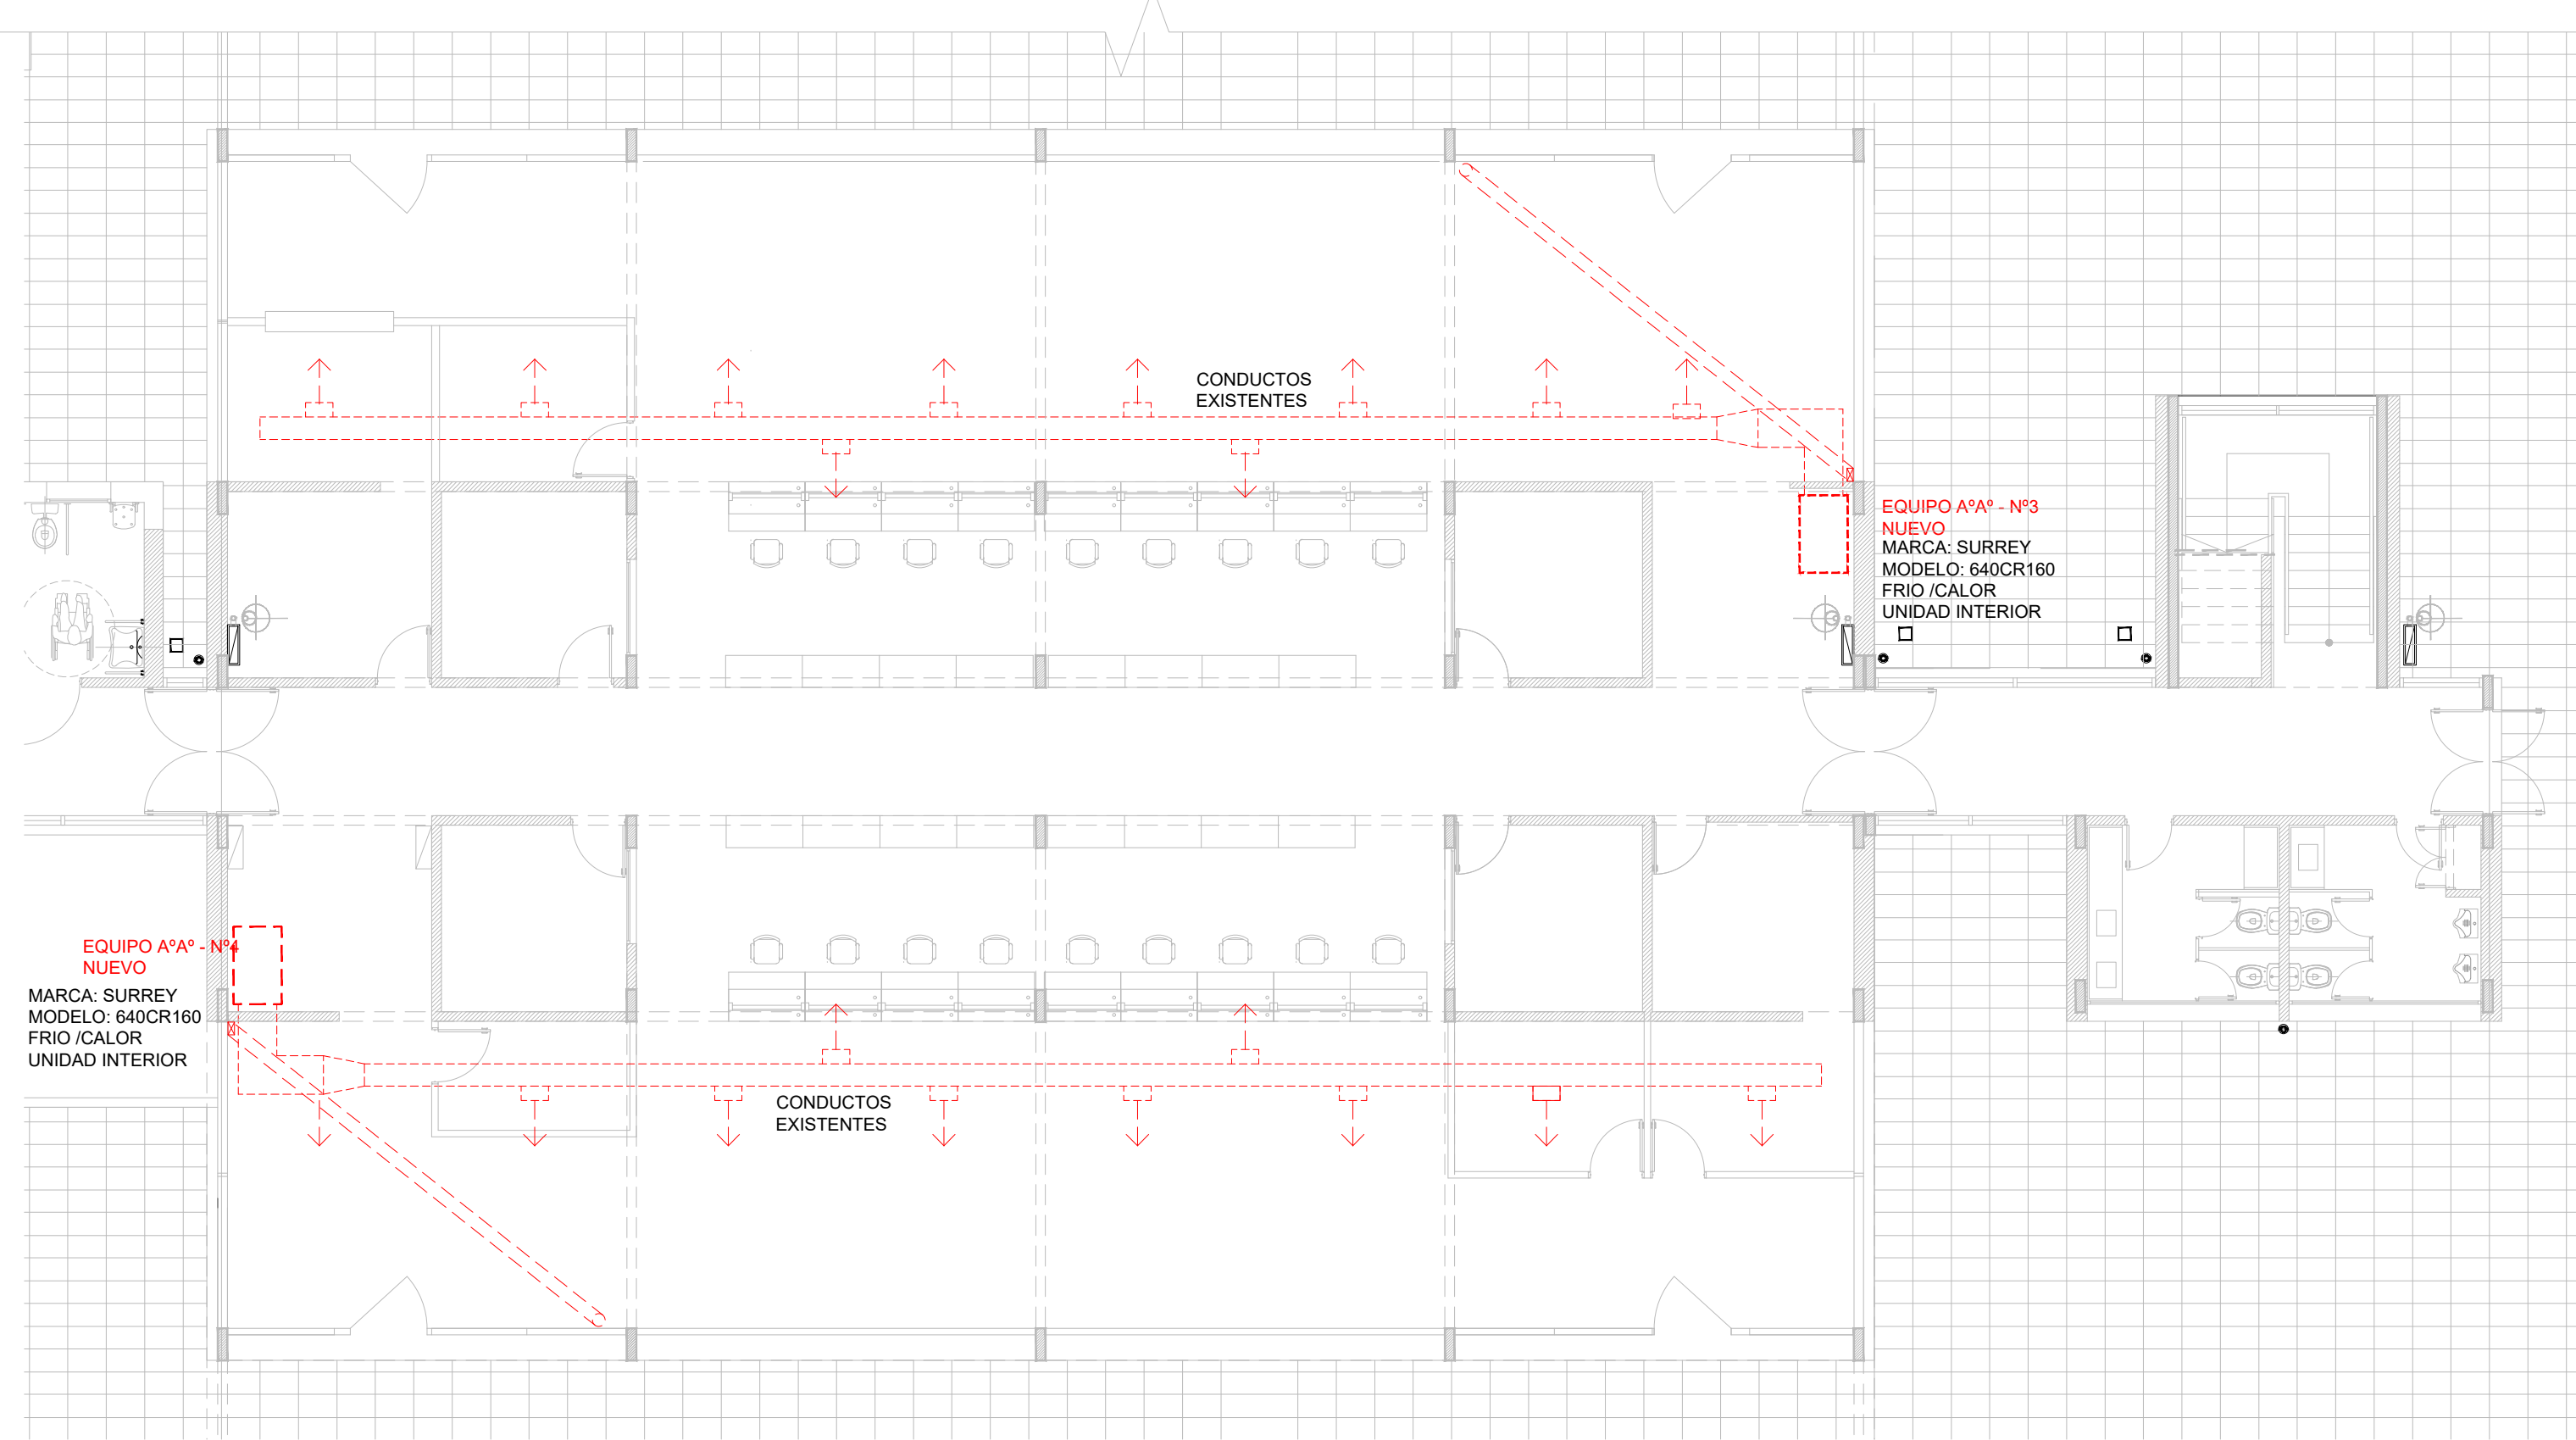 CONDUCTOS
EXISTENTES
EQUIPO AºAº - Nº3
NUEVO
MARCA: SURREY
MODELO: 640CR160
FRIO /CALOR
UNIDAD INTERIOR
EQUIPO AºAº - Nº4
NUEVO
MARCA: SURREY
MODELO: 640CR160
FRIO /CALOR
UNIDAD INTERIOR
CONDUCTOS
EXISTENTES